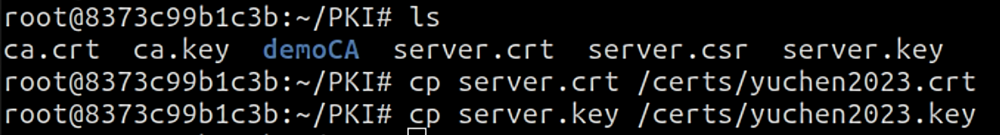 root@8373c99b1c3b:~/PKI# ls
ca.crt  ca.key  demoCA  server.crt  server.csr  server.key
root@8373c99b1c3b:~/PKI# cp server.crt /certs/yuchen2023.crt
root@8373c99b1c3b:~/PKI# cp server.key /certs/yuchen2023.key